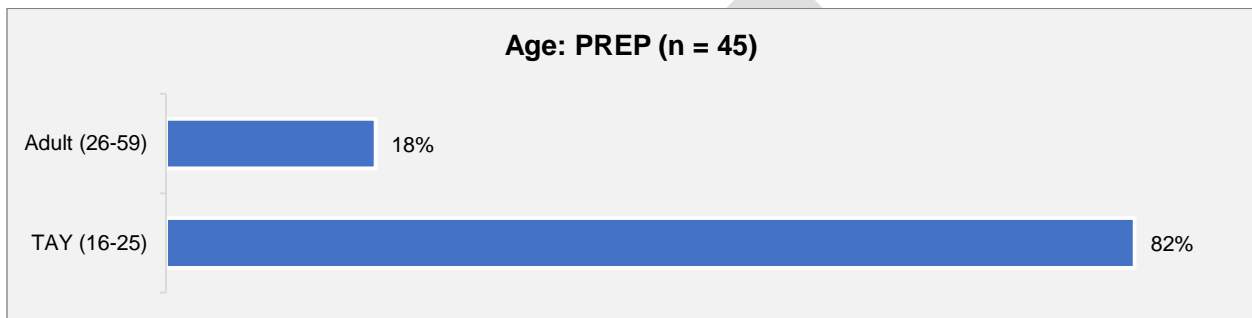 Age: PREP (n = 45)
Adult (26-59) 18%
TAY (16-25) 82%